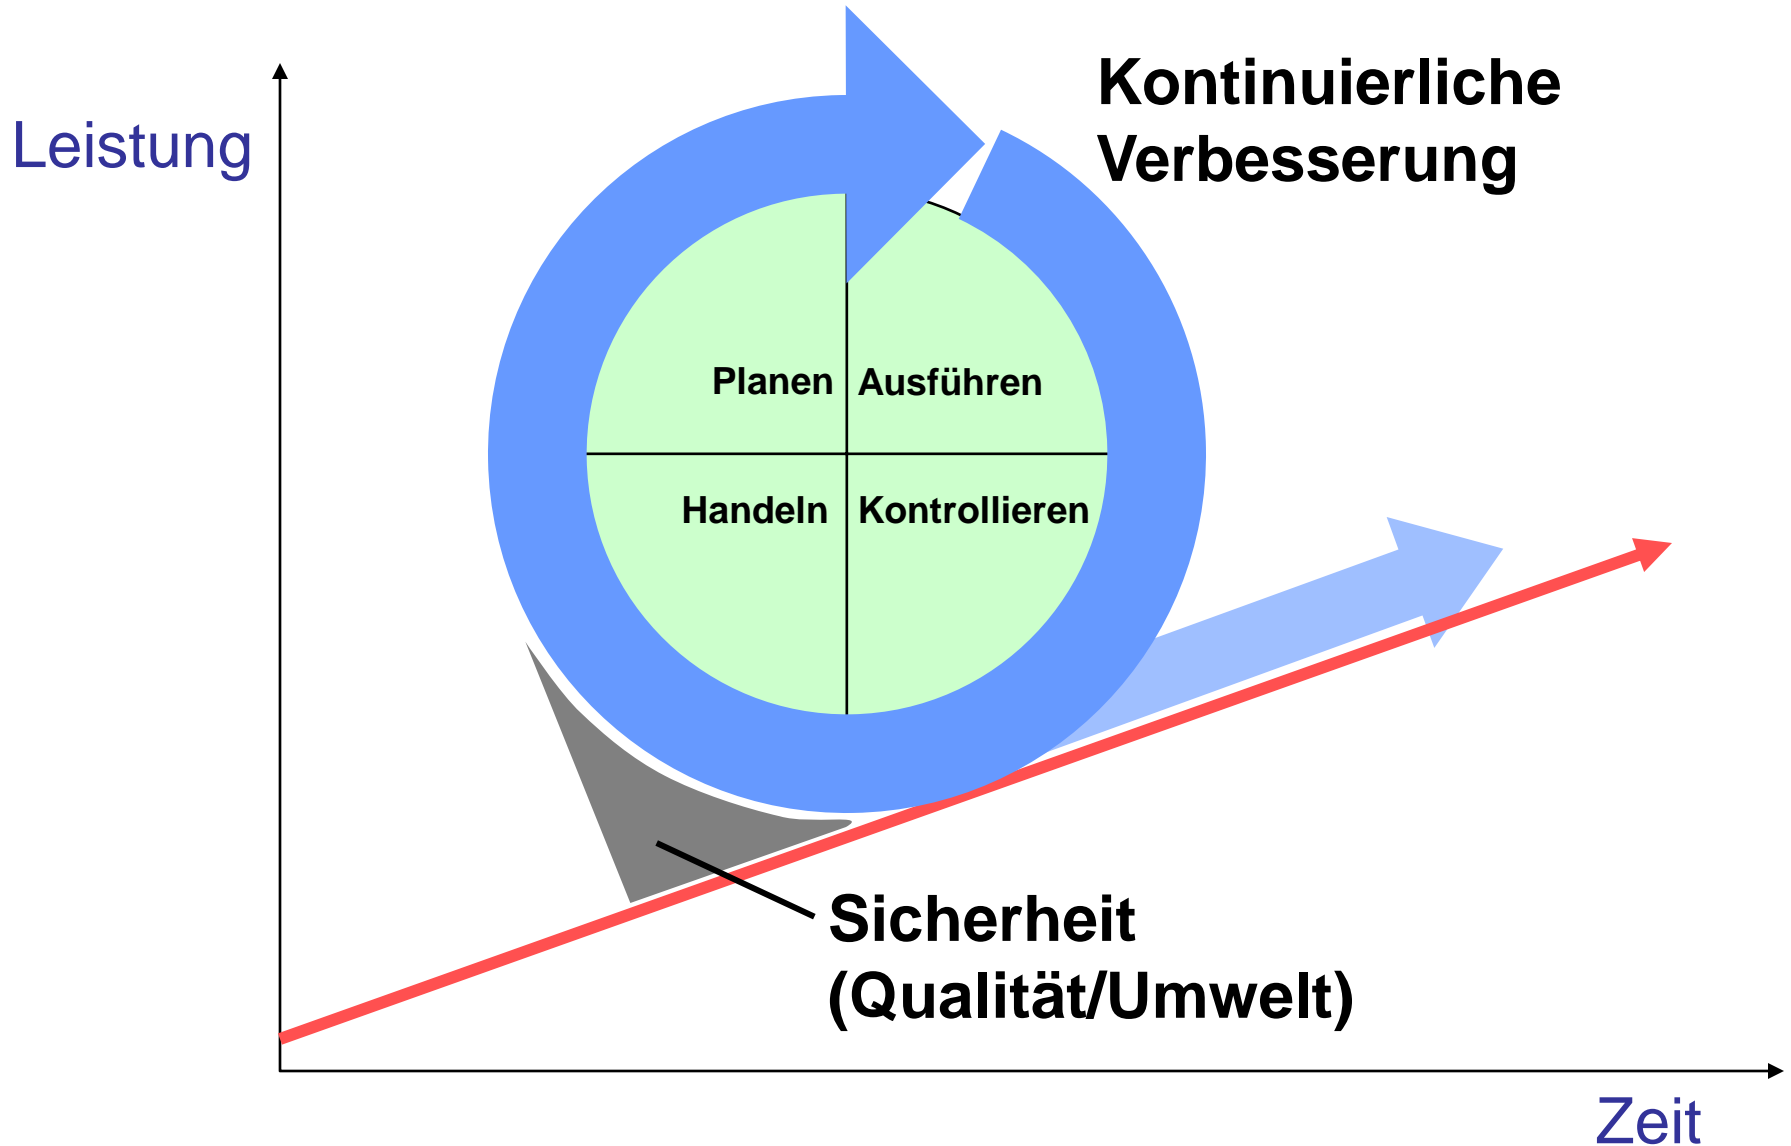 Kontinuierliche
Verbesserung
Leistung
Planen
Ausführen
Handeln
Kontrollieren
Sicherheit
(Qualität/Umwelt)
Zeit